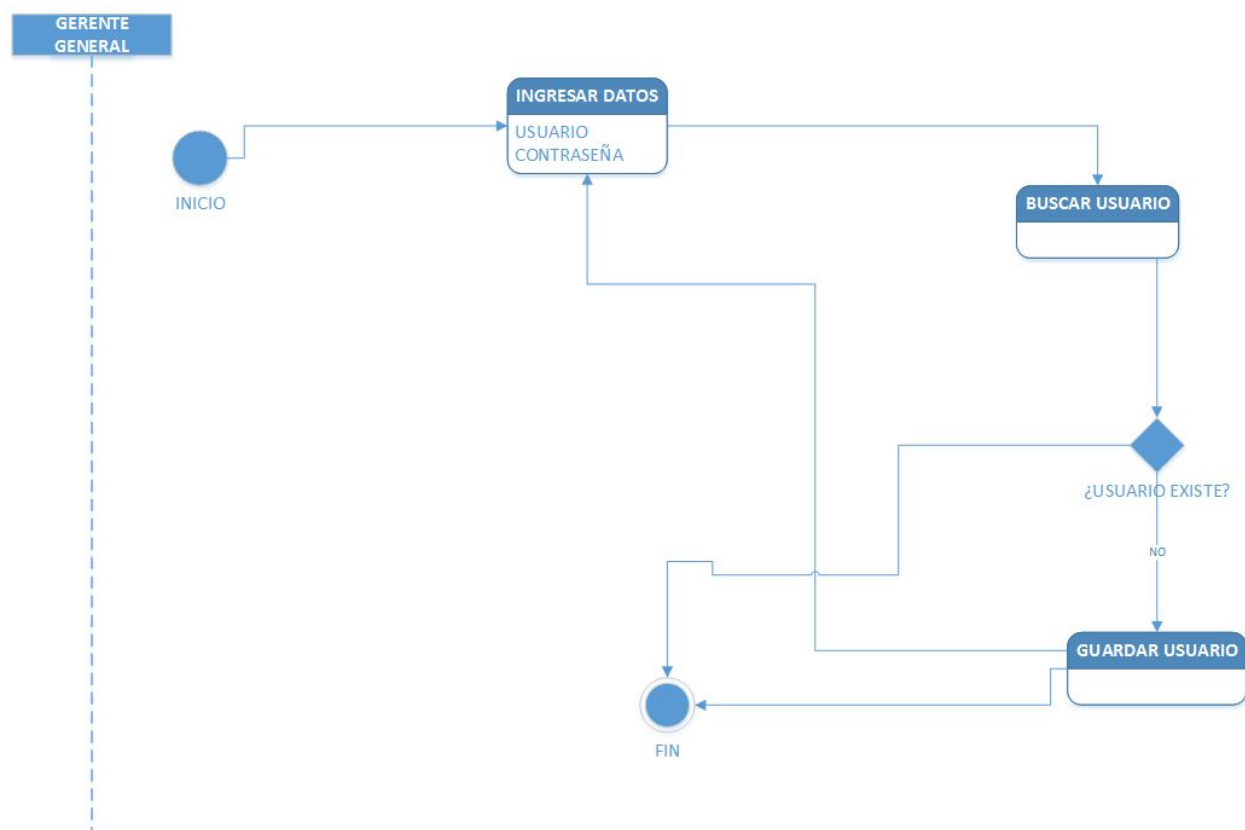 GERENTE
GENERAL
INGRESAR DATOS
USUARIO
CONTRASEÑA
INICIO
BUSCAR USUARIO
¿USUARIO EXISTE?
NO
GUARDAR USUARIO
FIN